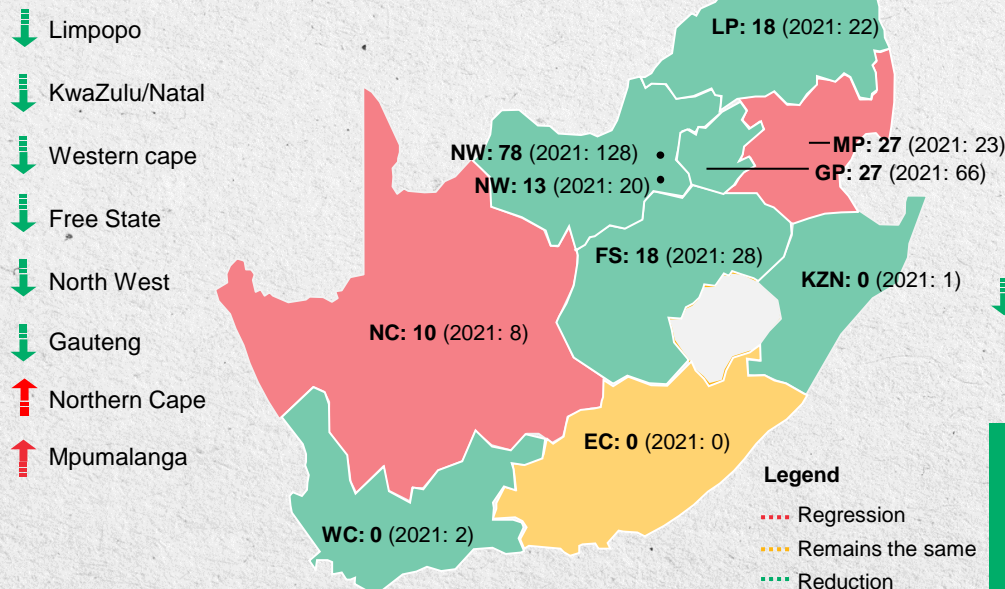 Limpopo
KwaZulu/Natal
Western cape
Free State
North West
Gauteng
Northern Cape
Mpumalanga
LP: 18 (2021: 22)
MP: 27 (2021: 23)
NW: 78 (2021: 128)
GP: 27 (2021: 66)
NW: 13 (2021: 20)
FS: 18 (2021: 28)
KZN: 0 (2021: 1)
NC: 10 (2021: 8)
EC: 0 (2021: 0)
WC: 0 (2021: 2)
Legend
Regression
Remains the same
Reduction